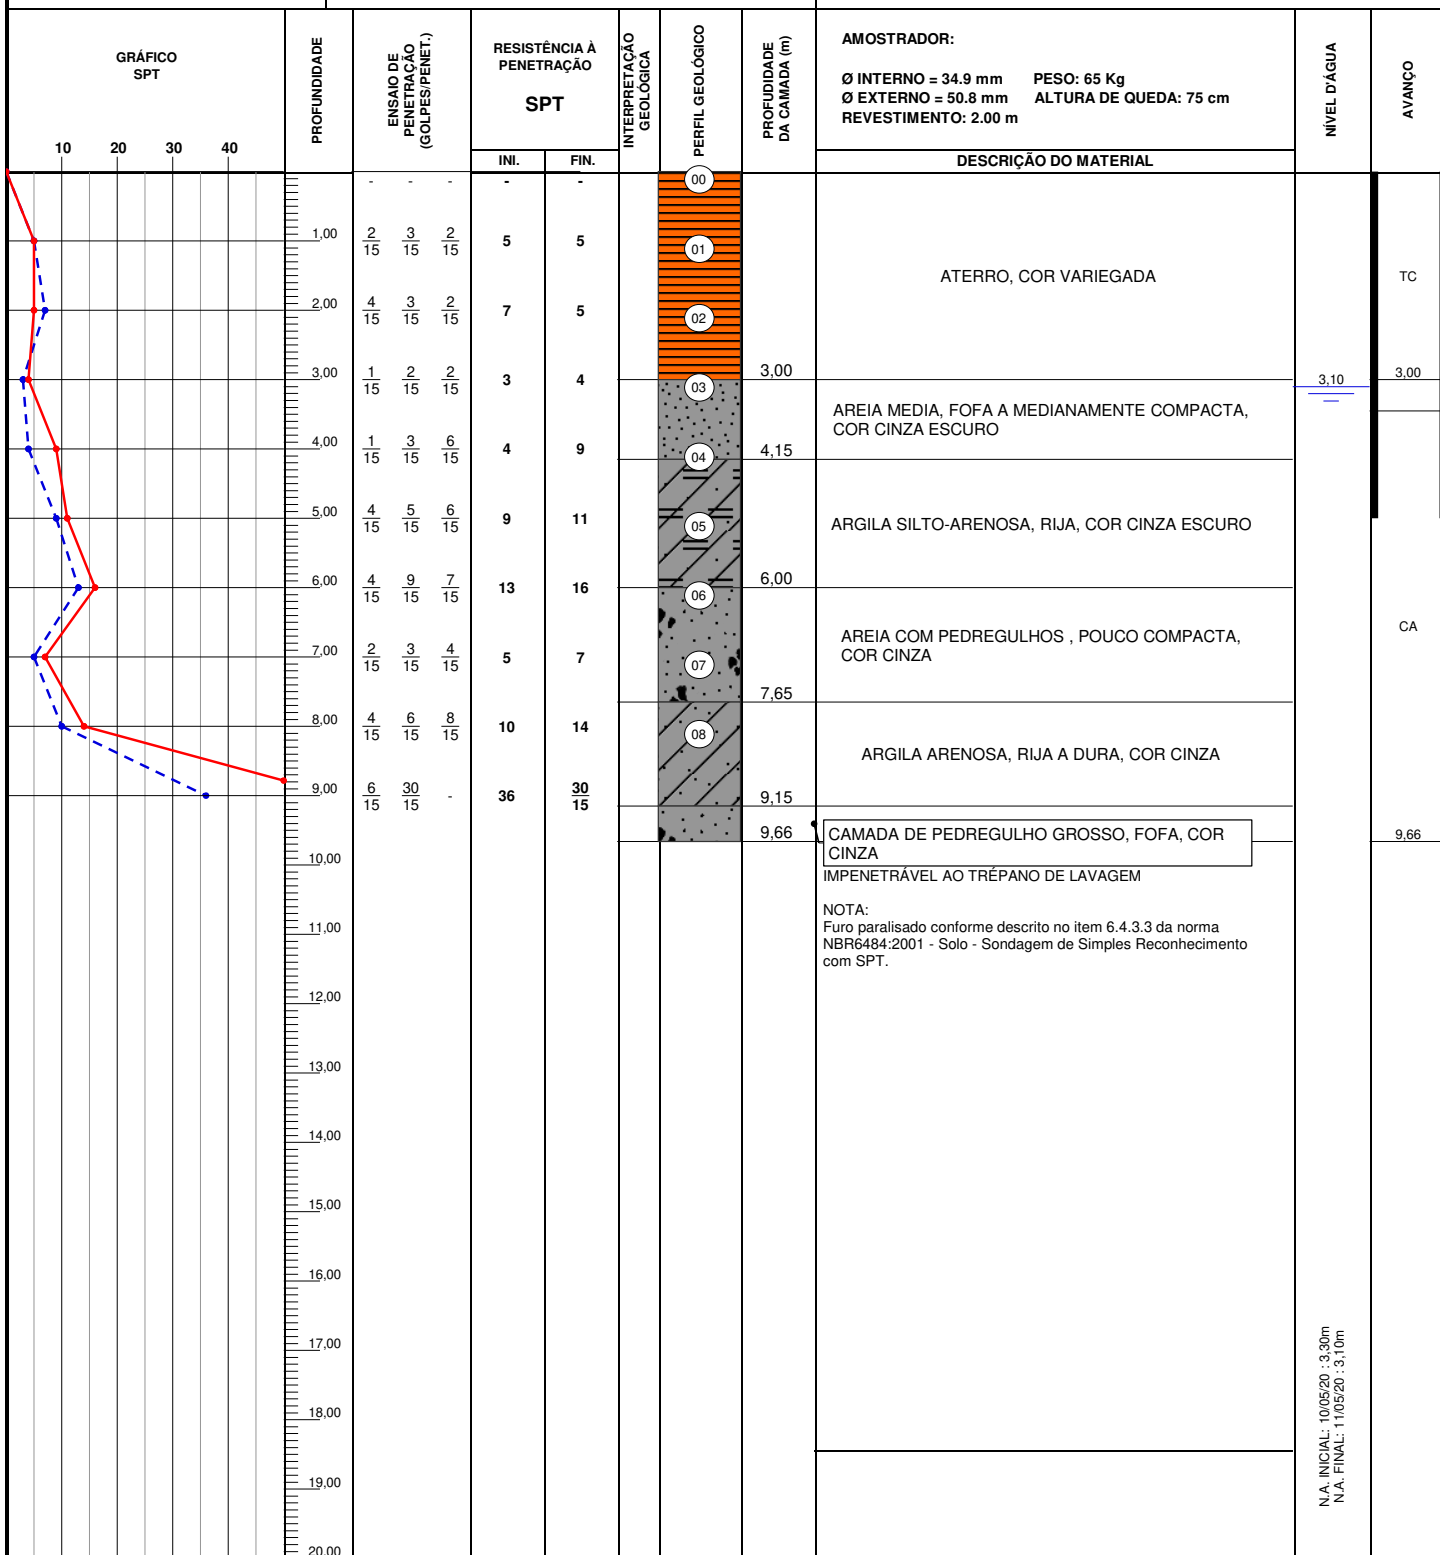 GRÁFICO
SPT
10 20 30 40
PROFUNDIDADE
ENSAIO DE
PENETRAÇÃO
(GOLPES/PENET.)
RESISTÊNCIA À
PENETRAÇÃO
SPT
INI. FIN.
INTERPRETAÇÃO
GEOLÓGICA
PERFIL GEOLÓGICO
PROFUDIDADE
DA CAMADA (m)
AMOSTRADOR:
Ø INTERNO = 34.9 mm PESO: 65 Kg
Ø EXTERNO = 50.8 mm ALTURA DE QUEDA: 75 cm
REVESTIMENTO: 2.00 m
DESCRIÇÃO DO MATERIAL
NÍVEL D'ÁGUA
AVANÇO
- - - - - 00
1,00 2/15 3/15 2/15 5 5 01
ATERRO, COR VARIEGADA
TC
2,00 4/15 3/15 2/15 7 5 02
3,00 1/15 2/15 2/15 3 4 03 3,00 3,10 3,00
AREIA MEDIA, FOFA A MEDIANAMENTE COMPACTA,
COR CINZA ESCURO
4,00 1/15 3/15 6/15 4 9 04 4,15
5,00 4/15 5/15 6/15 9 11 05
ARGILA SILTO-ARENOSA, RIJA, COR CINZA ESCURO
6,00 4/15 9/15 7/15 13 16 06 6,00
AREIA COM PEDREGULHOS , POUCO COMPACTA,
COR CINZA
CA
7,00 2/15 3/15 4/15 5 7 07 7,65
8,00 4/15 6/15 8/15 10 14 08
ARGILA ARENOSA, RIJA A DURA, COR CINZA
9,00 6/15 30/15 - 36 30/15 9,15
9,66 9,66
CAMADA DE PEDREGULHO GROSSO, FOFA, COR
CINZA
IMPENETRÁVEL AO TRÉPANO DE LAVAGEM
10,00
NOTA:
Furo paralisado conforme descrito no item 6.4.3.3 da norma
NBR6484:2001 - Solo - Sondagem de Simples Reconhecimento
com SPT.
11,00
12,00
13,00
14,00
15,00
16,00
17,00
18,00
19,00
20,00
N.A. INICIAL: 10/05/20 : 3,30m
N.A. FINAL: 11/05/20 : 3,10m